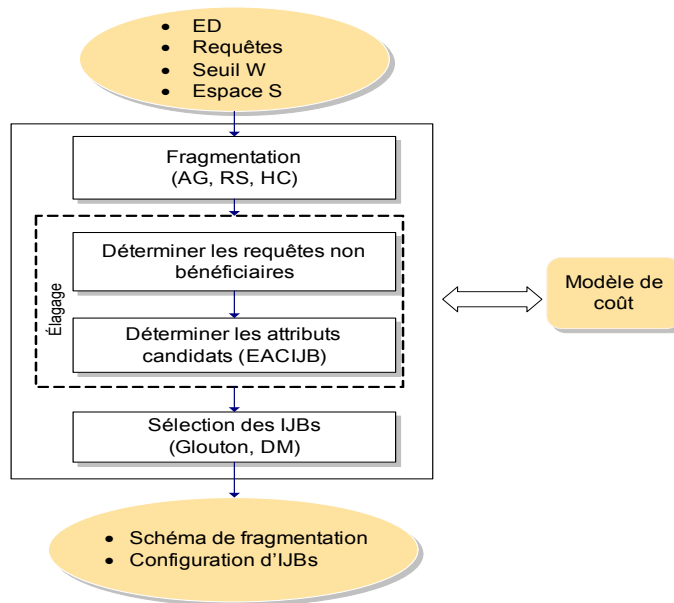 • ED
• Requêtes
• Seuil W
• Espace S
Fragmentation
(AG, RS, HC)
Élagage
Déterminer les requêtes non
bénéficiaires
Déterminer les attributs
candidats (EACIJB)
Sélection des IJBs
(Glouton, DM)
Modèle de
coût
• Schéma de fragmentation
• Configuration d'IJBs